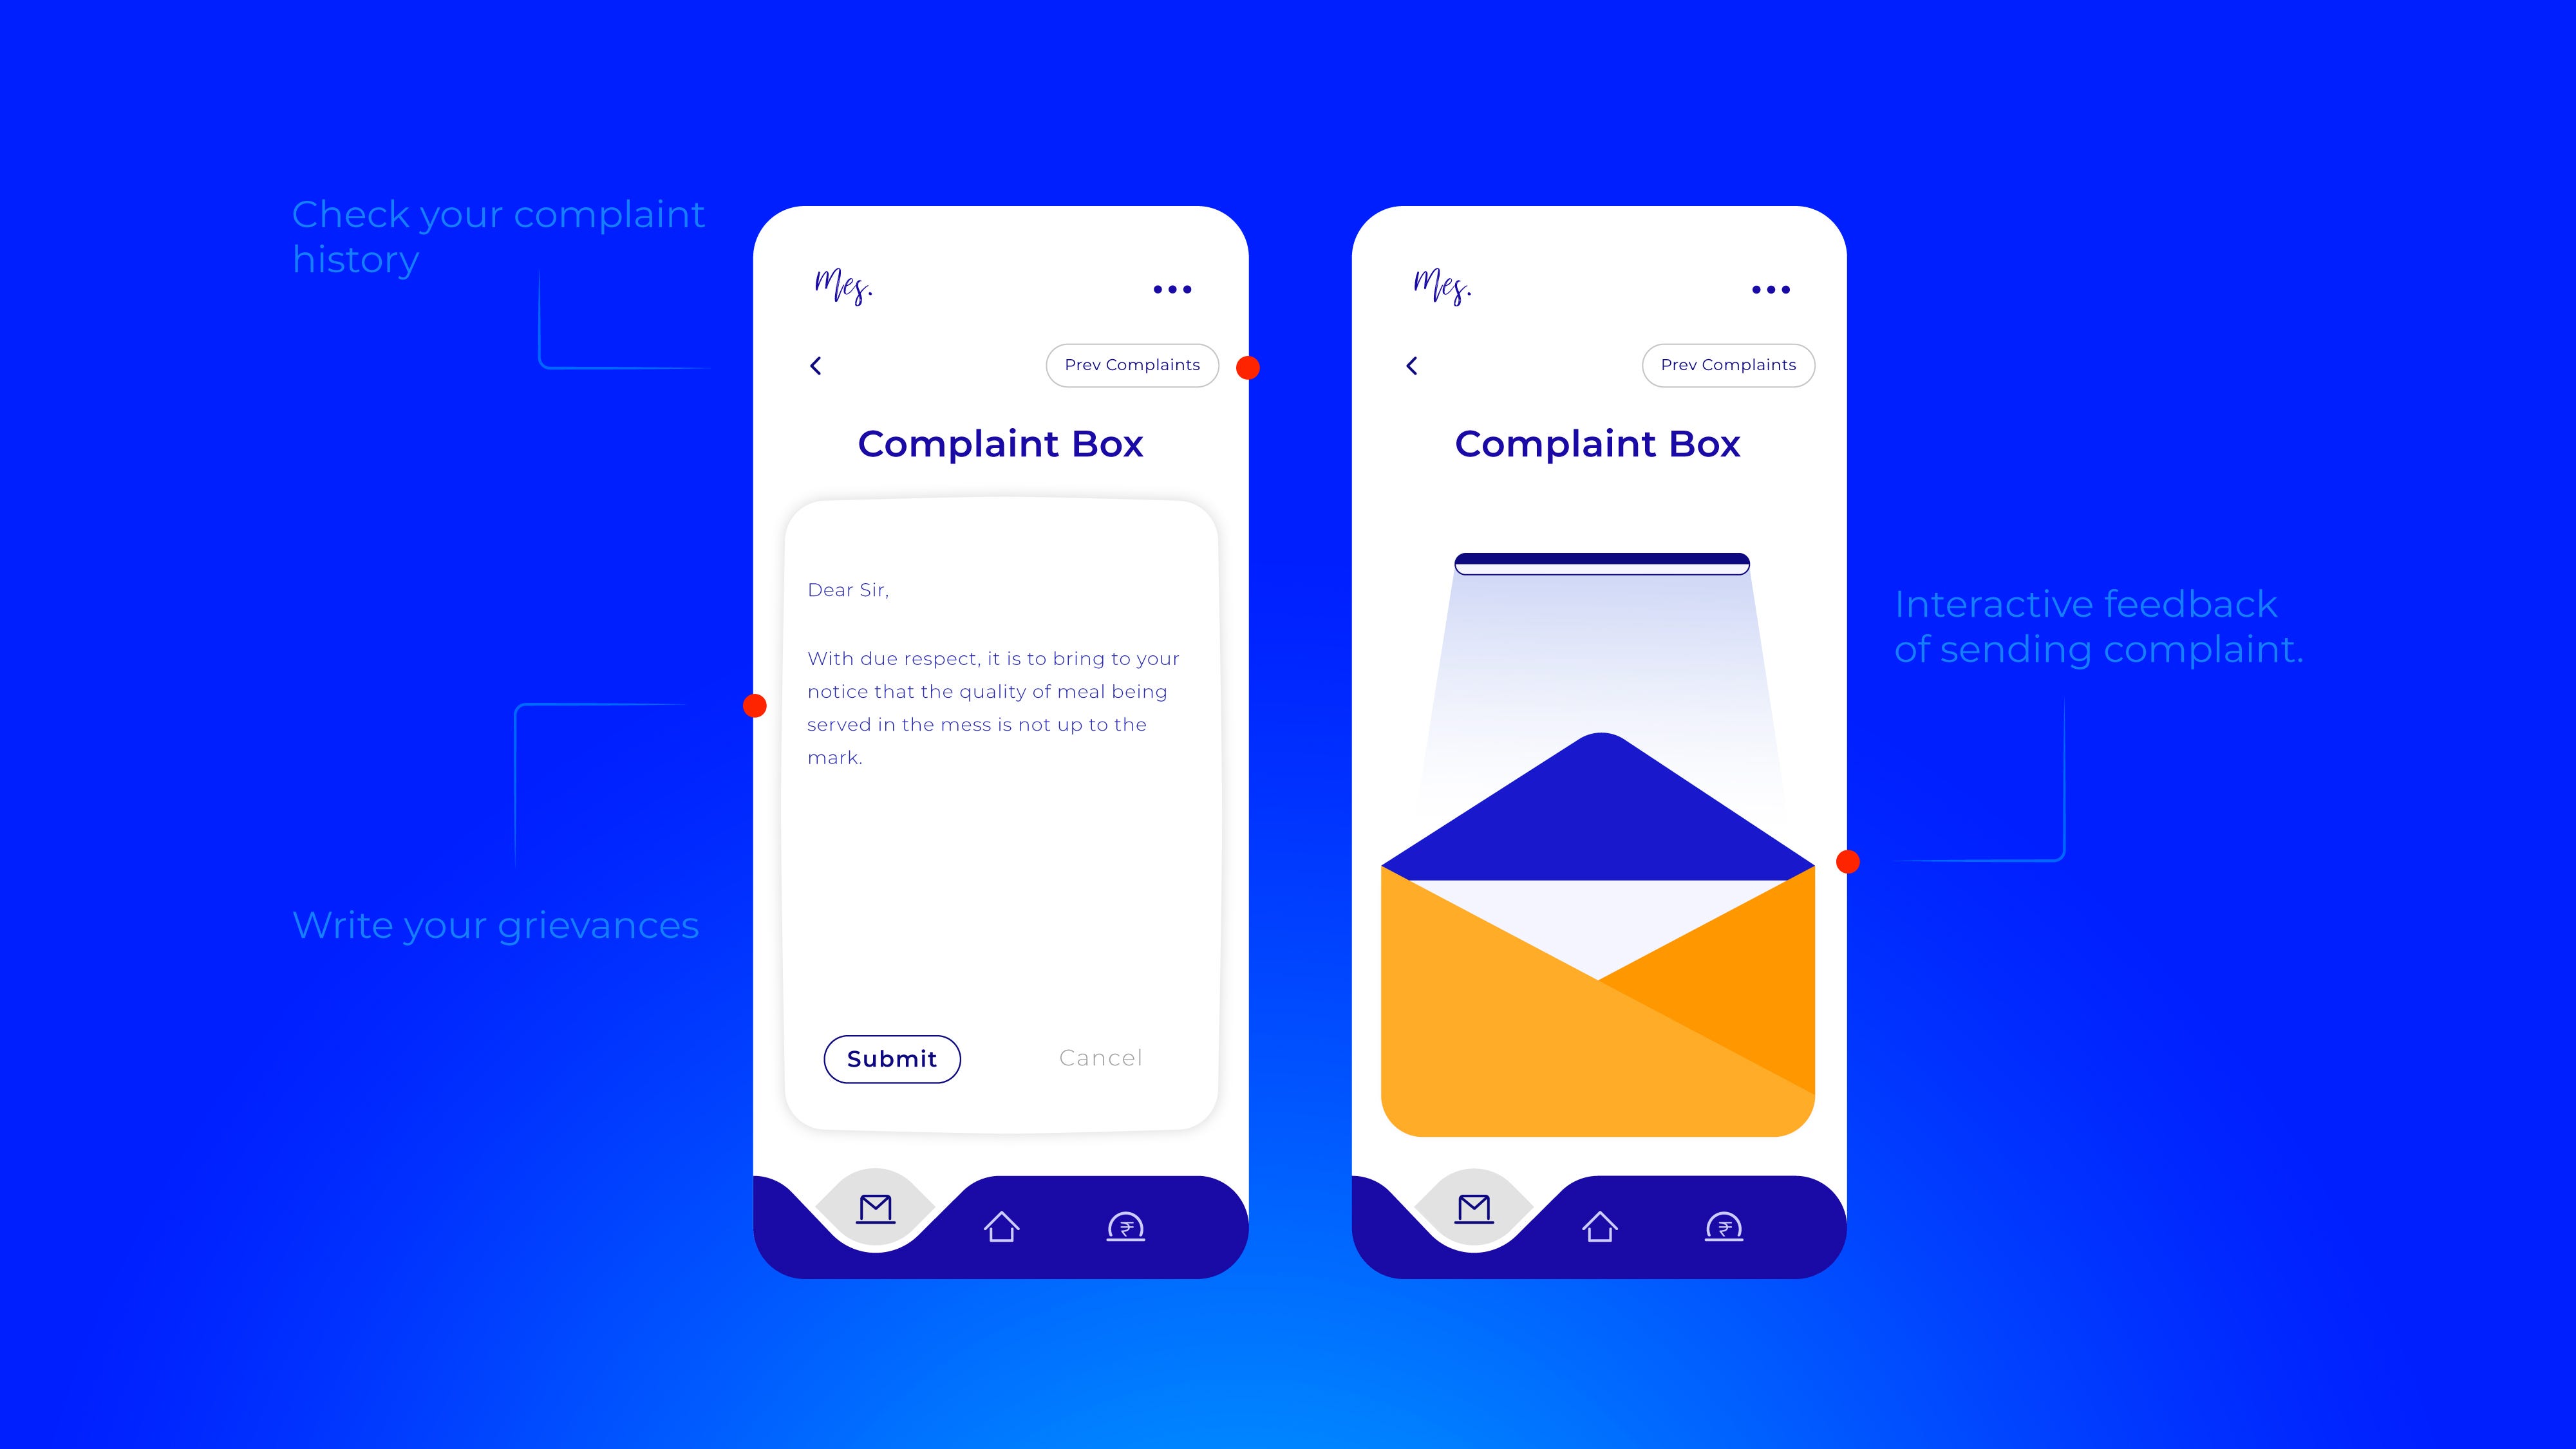 Check your complaint
history
Write your grievances
Mes.
Prev Complaints
Complaint Box
Dear Sir,
With due respect, it is to bring to your
notice that the quality of meal being
served in the mess is not up to the
mark.
Submit
Cancel
₹
Mes.
Prev Complaints
Complaint Box
₹
Interactive feedback
of sending complaint.